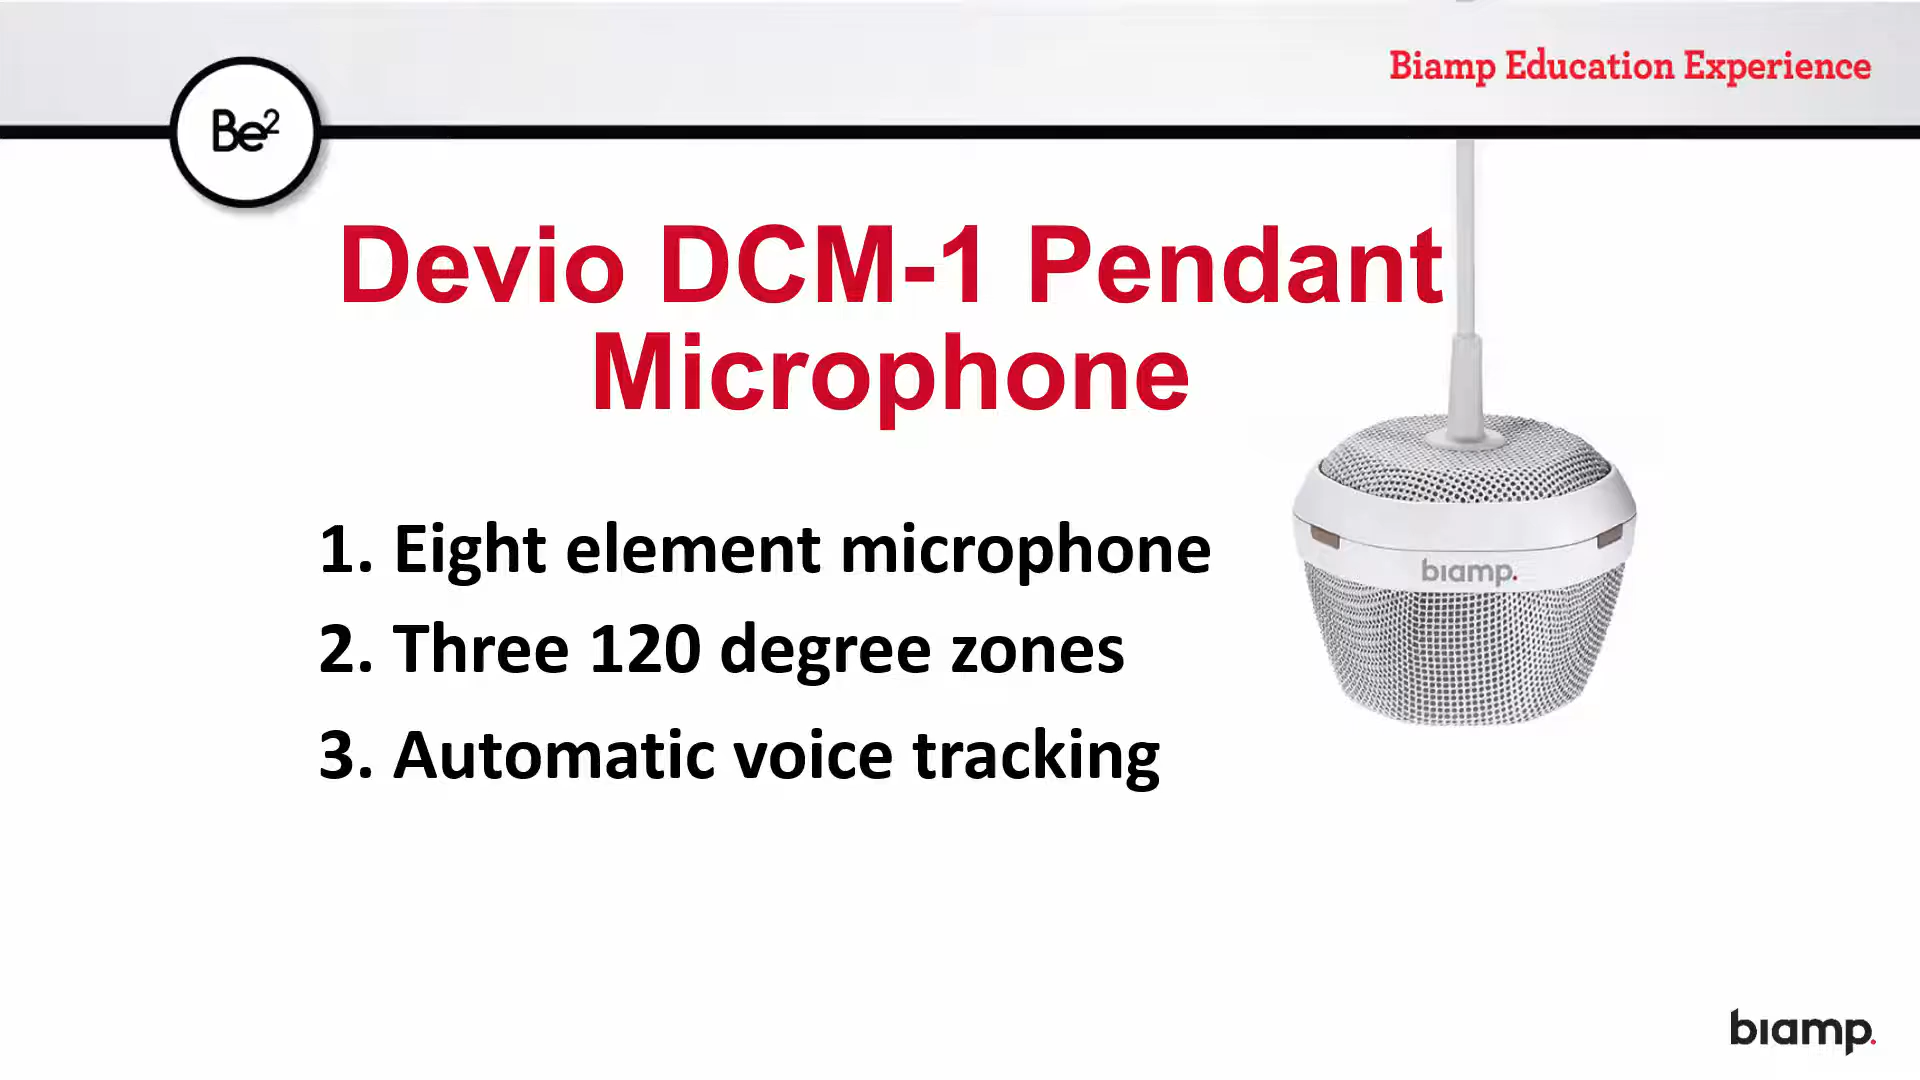 Biamp Education Experience
Be²
Devio DCM-1 Pendant
Microphone
1. Eight element microphone
biamp.
2. Three 120 degree zones
3. Automatic voice tracking
biamp.